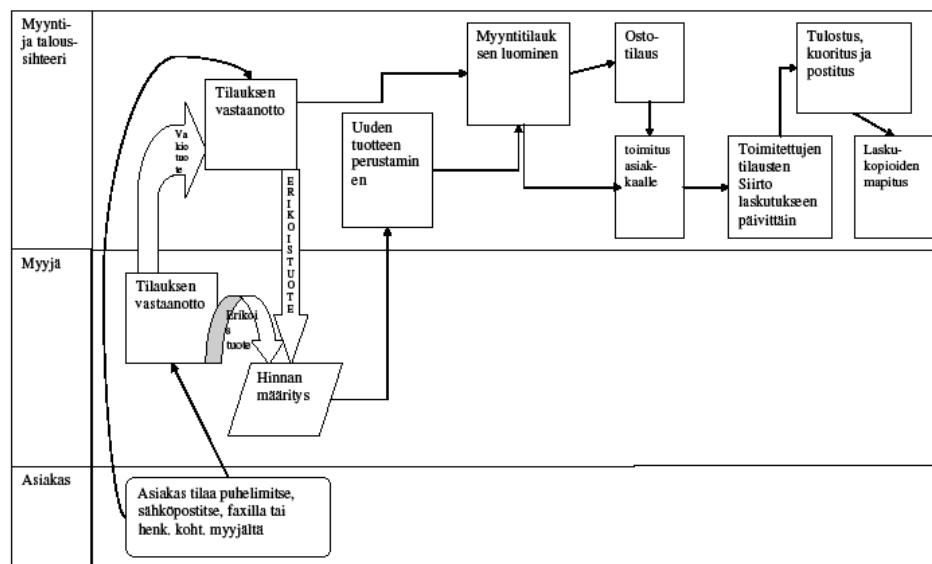 Myynti-
ja talous-
sihteeri
Tilauksen
vastaanotto
Va
kio
tuo
te
ERIKOISTUOTE
Uuden
tuotteen
perustamin
en
Myyntitilauk
sen luominen
Osto-
tilaus
toimitus
asiak-
kaalle
Toimitettujen
tilausten
Siirto
laskutukseen
päivittäin
Tulostus,
kuoritus ja
postitus
Lasku-
kopioiden
mapitus
Myyjä
Tilauksen
vastaanotto
Erikoi
s
tuote
Hinnan
määritys
Asiakas
Asiakas tilaa puhelimitse,
sähköpostitse, faxilla tai
henk. koht. myyjältä